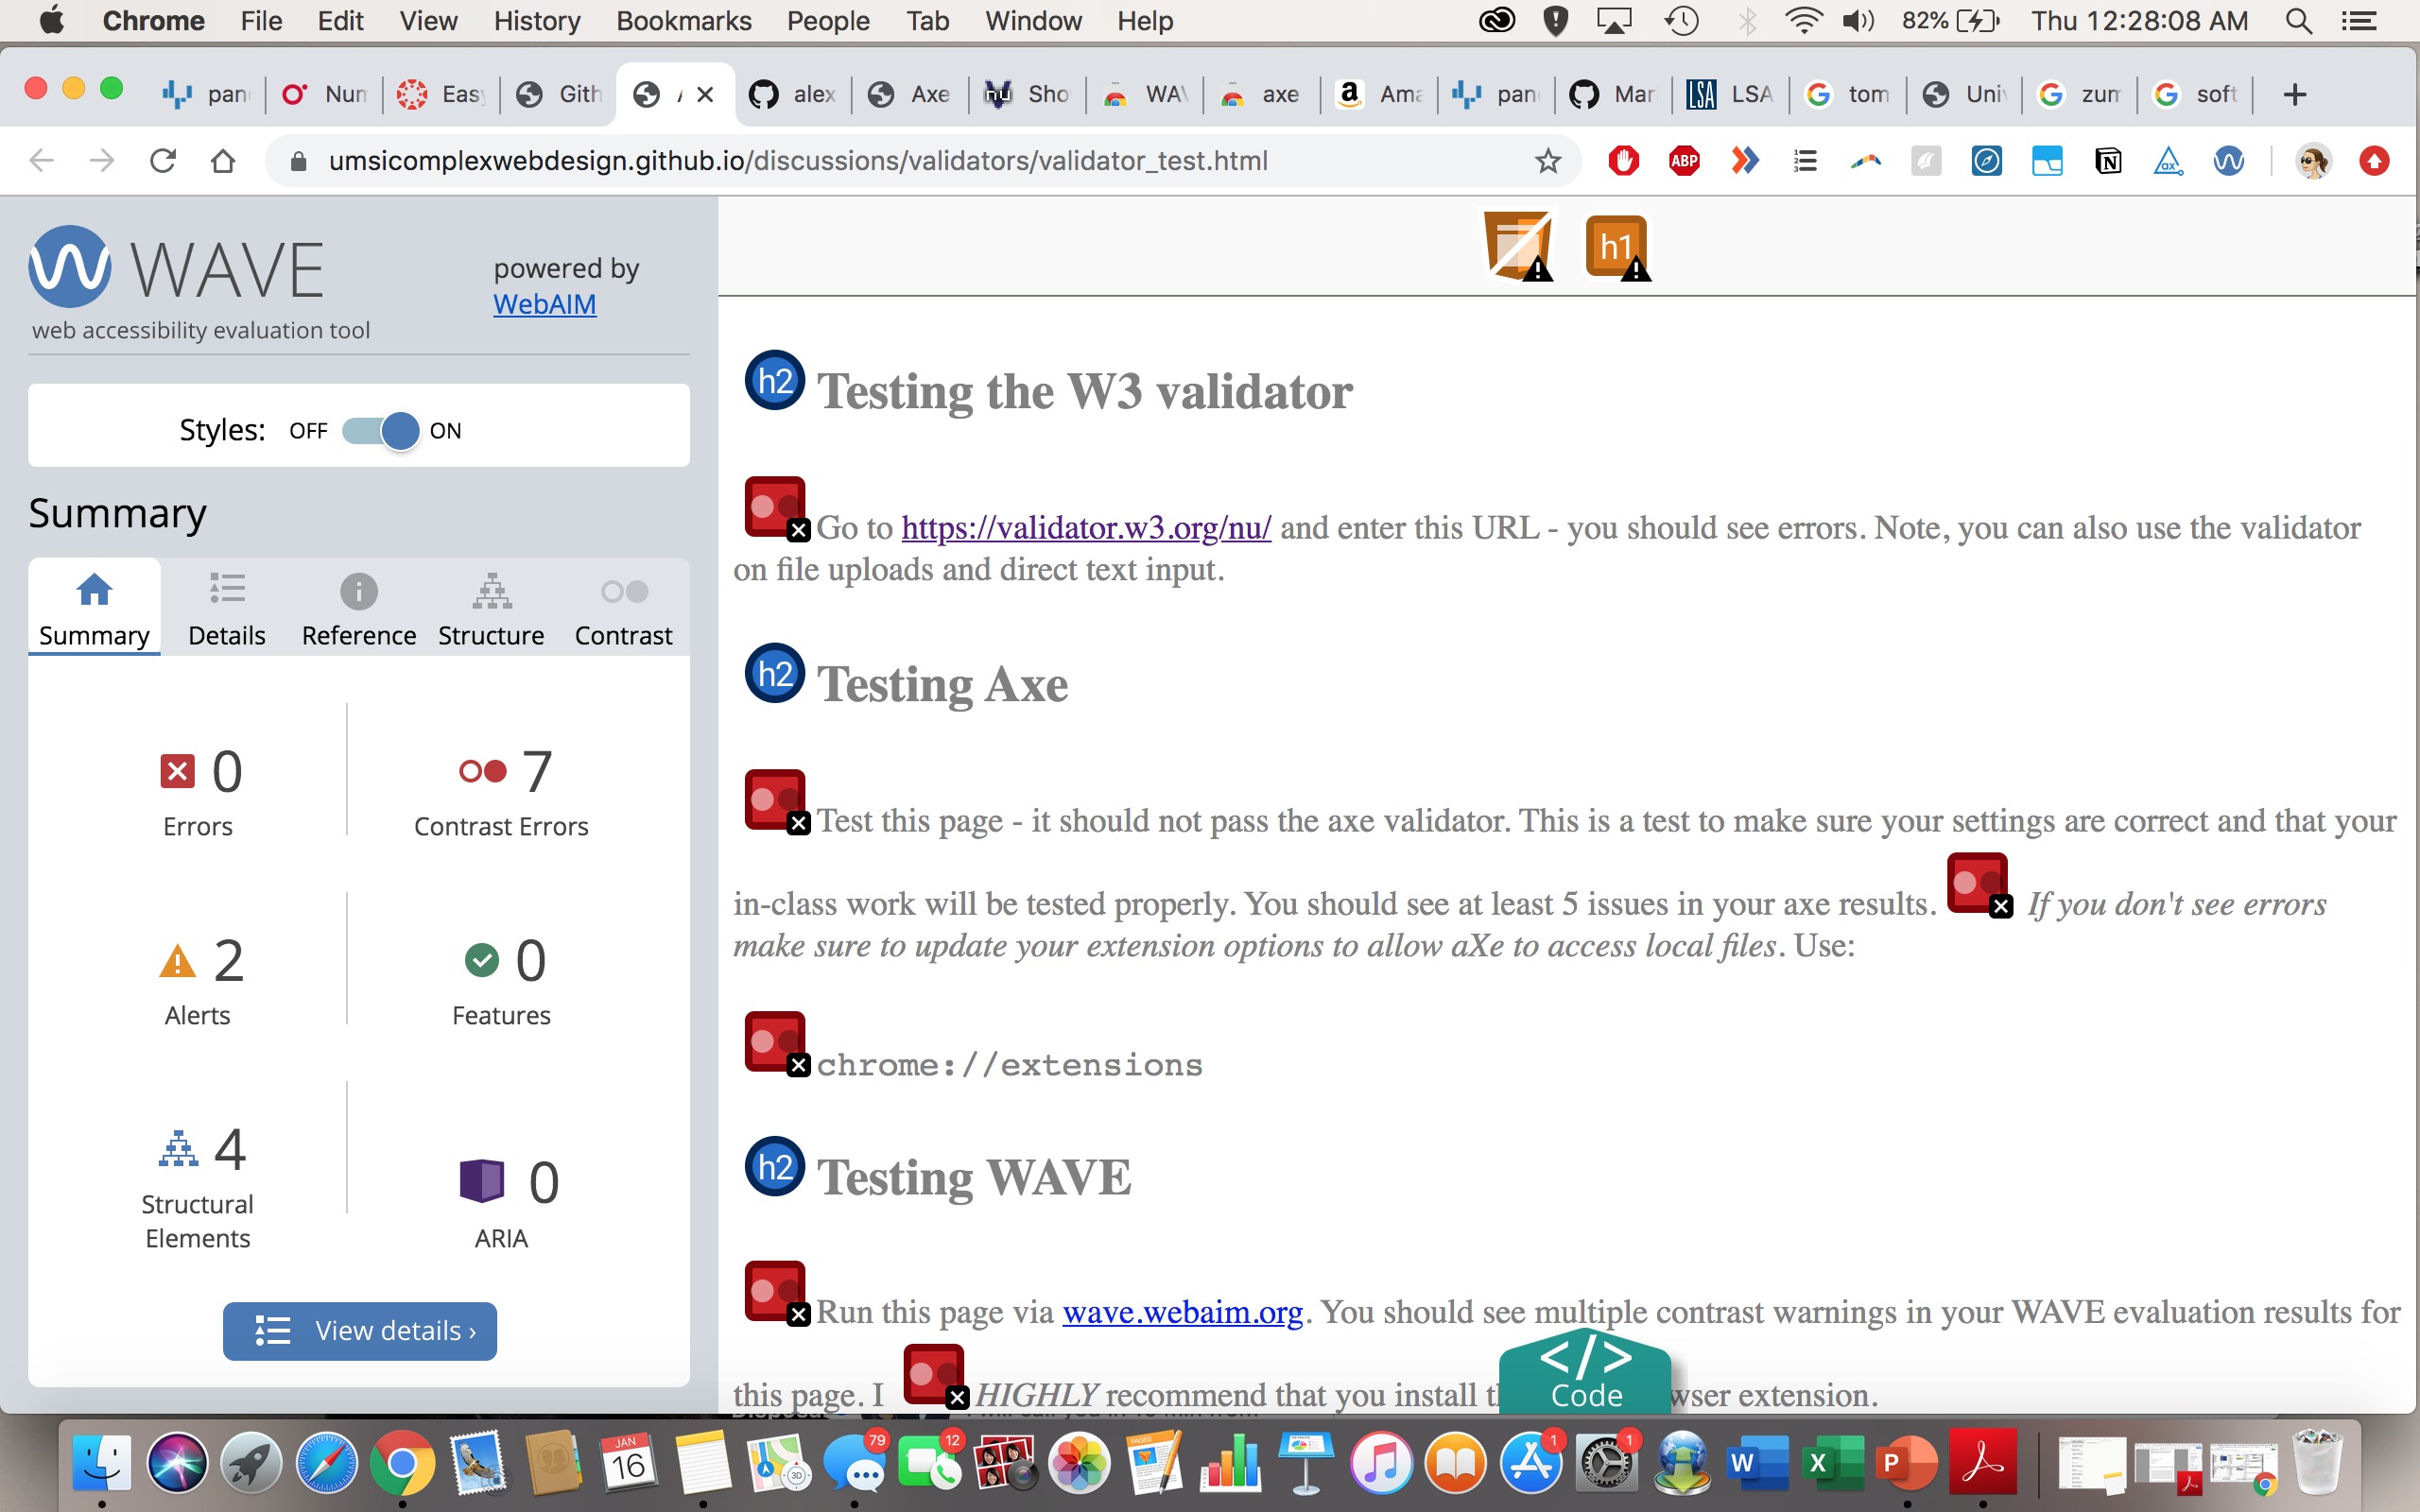 Chrome File Edit View History Bookmarks People Tab Window Help 82% Thu 12:28:08 AM
pan Num Easy Gith alex Axe nu Sho WAV axe a Ama pan Mar LSA LSA tom Univ zum soft +
umsicomplexwebdesign.github.io/discussions/validators/validator_test.html ABP ax
WAVE
powered by
WebAIM
web accessibility evaluation tool
Styles: OFF ON
Summary
Summary Details Reference Structure Contrast
0 7
Errors Contrast Errors
2 0
Alerts Features
4 0
Structural
Elements
ARIA
View details ›
h1
h2 Testing the W3 validator
Go to https://validator.w3.org/nu/ and enter this URL - you should see errors. Note, you can also use the validator
on file uploads and direct text input.
h2 Testing Axe
Test this page - it should not pass the axe validator. This is a test to make sure your settings are correct and that your
in-class work will be tested properly. You should see at least 5 issues in your axe results. If you don't see errors
make sure to update your extension options to allow aXe to access local files. Use:
chrome://extensions
h2 Testing WAVE
Run this page via wave.webaim.org. You should see multiple contrast warnings in your WAVE evaluation results for
this page. I HIGHLY recommend that you install wser extension.
</> Code
JAN 16 3D 79 12 PAGES 1 1 W X P